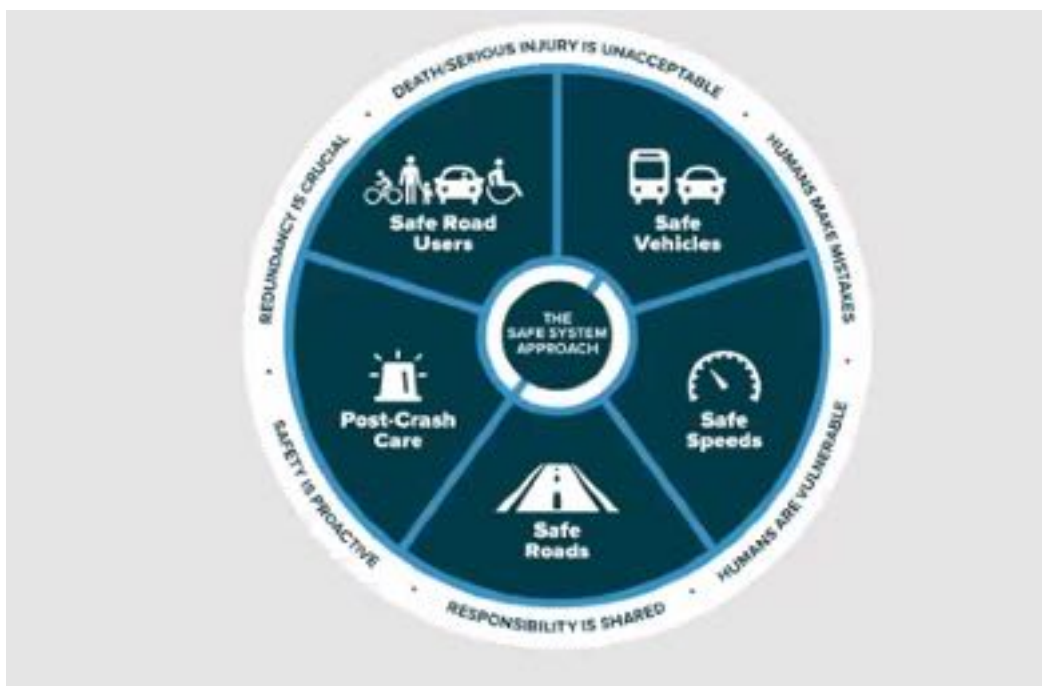 DEATH/SERIOUS INJURY IS UNACCEPTABLE
HUMANS MAKE MISTAKES
HUMANS ARE VULNERABLE
RESPONSIBILITY IS SHARED
SAFETY IS PROACTIVE
REDUNDANCY IS CRUCIAL
Safe Road
Users
Safe
Vehicles
Safe
Speeds
Safe
Roads
Post-Crash
Care
THE
SAFE SYSTEM
APPROACH